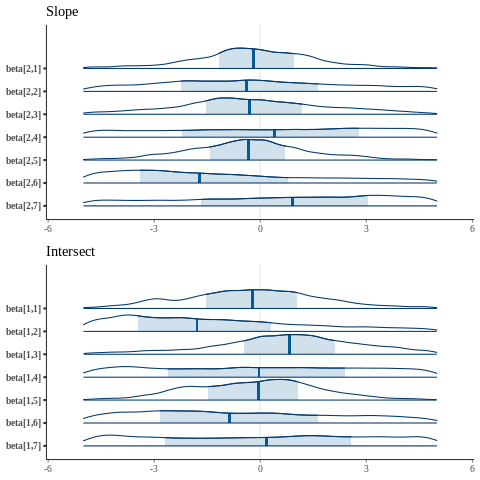 Slope
beta[2,1]
beta[2,2]
beta[2,3]
beta[2,4]
beta[2,5]
beta[2,6]
beta[2,7]
-6 -3 0 3 6
Intersect
beta[1,1]
beta[1,2]
beta[1,3]
beta[1,4]
beta[1,5]
beta[1,6]
beta[1,7]
-6 -3 0 3 6